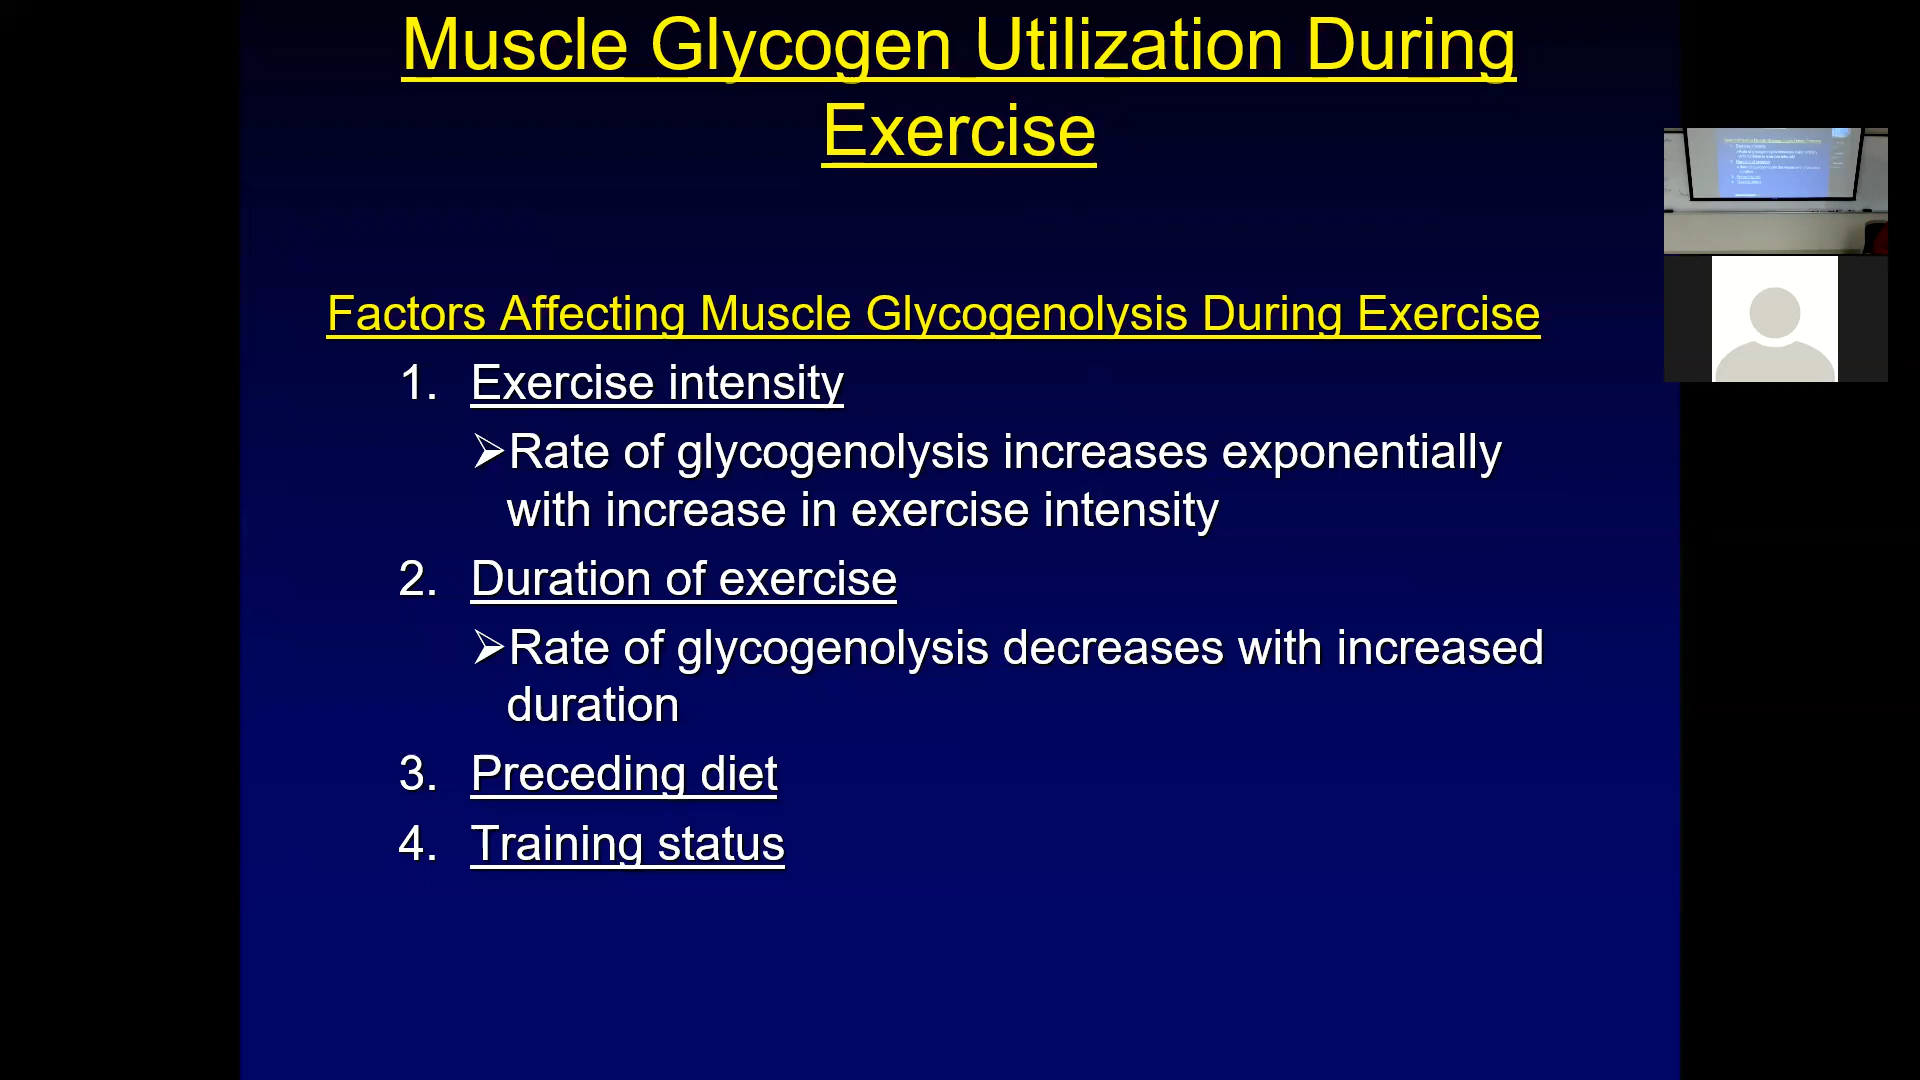 Muscle Glycogen Utilization During
Exercise
Factors Affecting Muscle Glycogenolysis During Exercise
1. Exercise intensity
➢Rate of glycogenolysis increases exponentially
with increase in exercise intensity
2. Duration of exercise
➢Rate of glycogenolysis decreases with increased
duration
3. Preceding diet
4. Training status